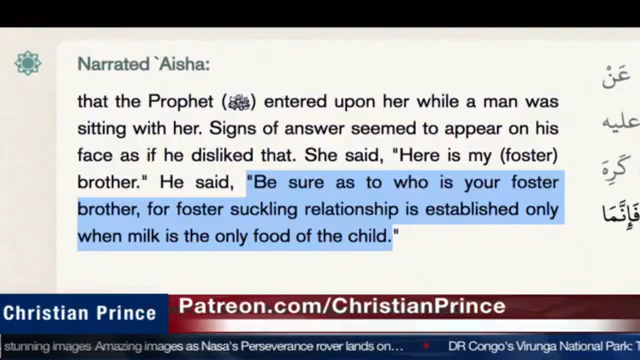 Narrated `Aisha:
that the Prophet (ﷺ) entered upon her while a man was
sitting with her. Signs of answer seemed to appear on his
face as if he disliked that. She said, "Here is my (foster)
brother." He said, "Be sure as to who is your foster
brother, for foster suckling relationship is established only
when milk is the only food of the child."
عَنْ
عليه
كَرِهَ
فَإِنَّمَا
Christian Prince
Patreon.com/ChristianPrince
stunning images Amazing images as Nasa's Perseverance rover lands on… DR Congo's Virunga National Park: